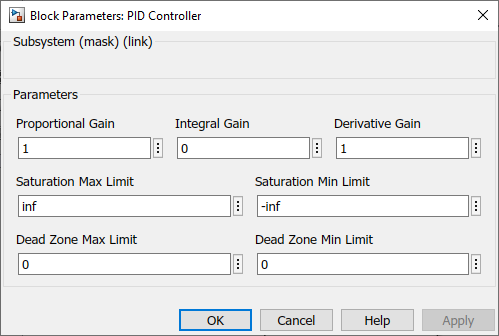 Block Parameters: PID Controller
Subsystem (mask) (link)
Parameters
Proportional Gain Integral Gain Derivative Gain
1 0 1
Saturation Max Limit Saturation Min Limit
inf -inf
Dead Zone Max Limit Dead Zone Min Limit
0 0
OK Cancel Help Apply